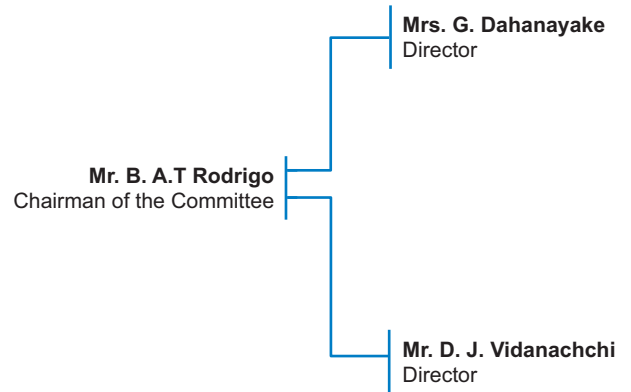 Mrs. G. Dahanayake
Director
Mr. B. A.T Rodrigo
Chairman of the Committee
Mr. D. J. Vidanachchi
Director